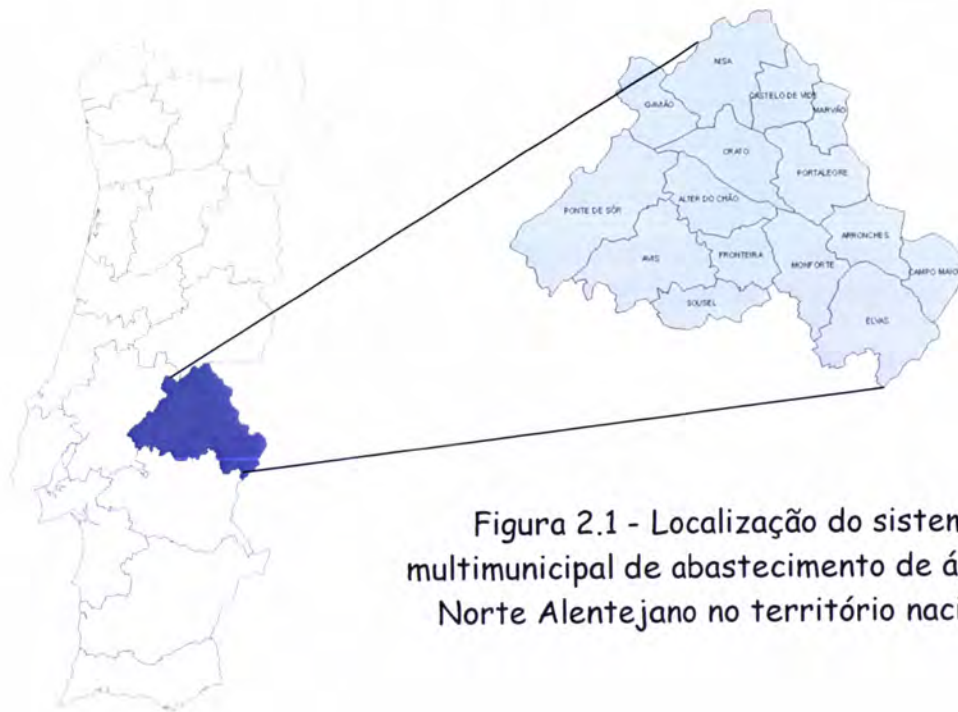 NISA
GAVIÃO
CASTELO DE VIDE
MARVÃO
CRATO
PORTALEGRE
ALTER DO CHÃO
PONTE DE SÔR
ARRONCHES
AVIS
FRONTEIRA
MONFORTE
CAMPO MAIO
SOUSEL
ELVAS
Figura 2.1 - Localização do sistem
multimunicipal de abastecimento de á
Norte Alentejano no território naci